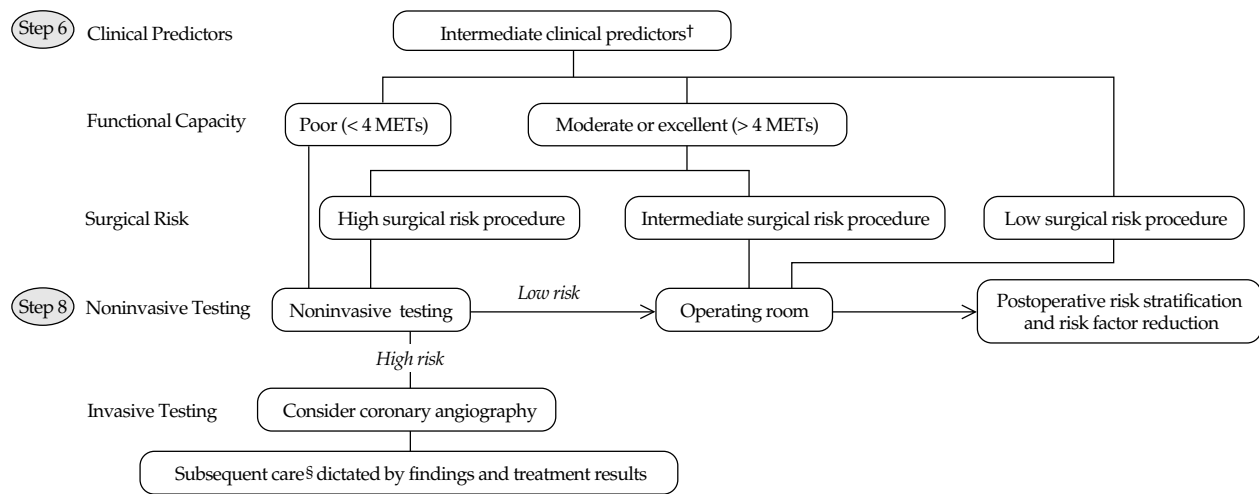 Step 6
Clinical Predictors
Intermediate clinical predictors†
Functional Capacity
Poor (< 4 METs)
Moderate or excellent (> 4 METs)
Surgical Risk
High surgical risk procedure
Intermediate surgical risk procedure
Low surgical risk procedure
Step 8
Noninvasive Testing
Noninvasive testing
Low risk
Operating room
Postoperative risk stratification
and risk factor reduction
High risk
Invasive Testing
Consider coronary angiography
Subsequent care§ dictated by findings and treatment results